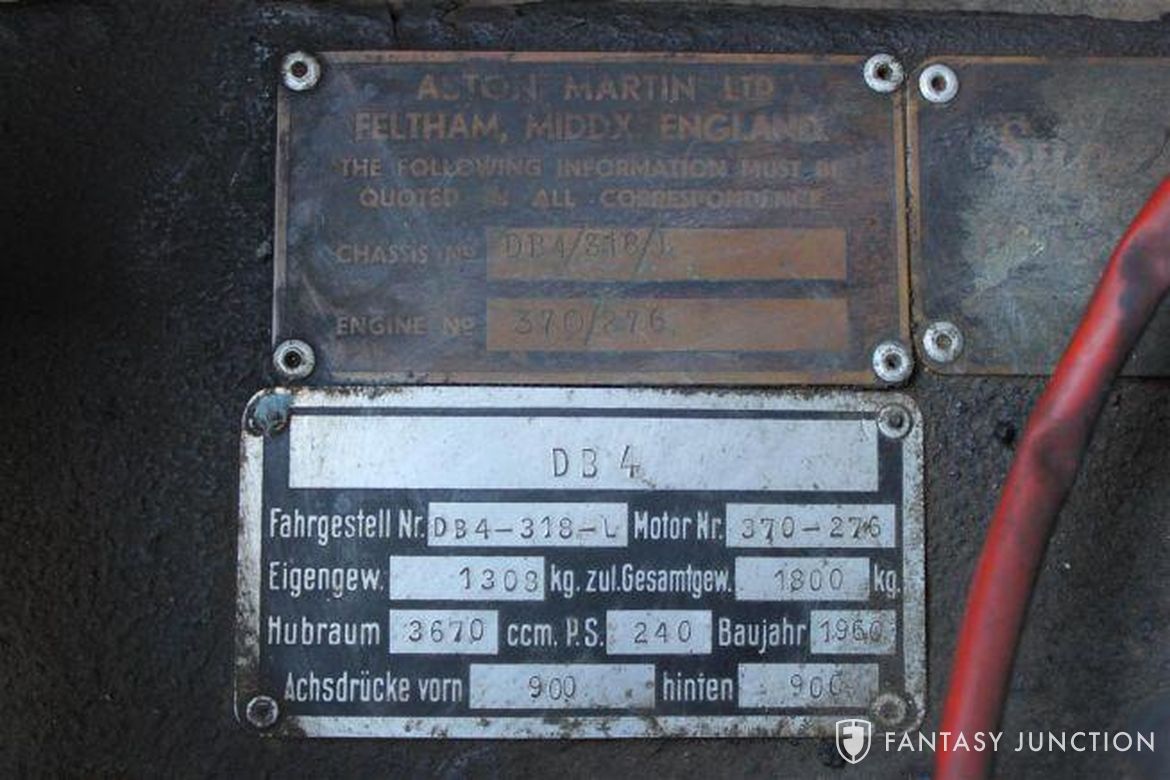 ASTON MARTIN LTD
FELTHAM, MIDDX ENGLAND.
THE FOLLOWING INFORMATION MUST BE
QUOTED IN ALL CORRESPONDENCE
CHASSIS No DB4/318/L
ENGINE No 370/276
DB4
Fahrgestell Nr. DB4-318-L Motor Nr. 370-276
Eigengew. 1308 kg. zul. Gesamtgew. 1800 kg.
Hubraum 3670 ccm. P.S. 240 Baujahr 1960
Achsdrücke vorn 900 hinten 900
FANTASY JUNCTION